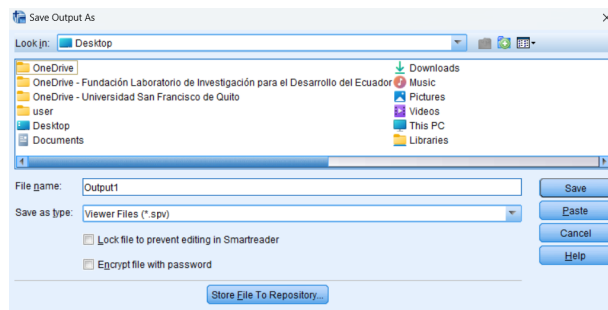 Save Output As
Look in: Desktop
OneDrive
OneDrive - Fundación Laboratorio de Investigación para el Desarrollo del Ecuador
OneDrive - Universidad San Francisco de Quito
user
Desktop
Documents
Downloads
Music
Pictures
Videos
This PC
Libraries
File name: Output1
Save as type: Viewer Files (*.spv)
Lock file to prevent editing in Smartreader
Encrypt file with password
Save
Paste
Cancel
Help
Store File To Repository...